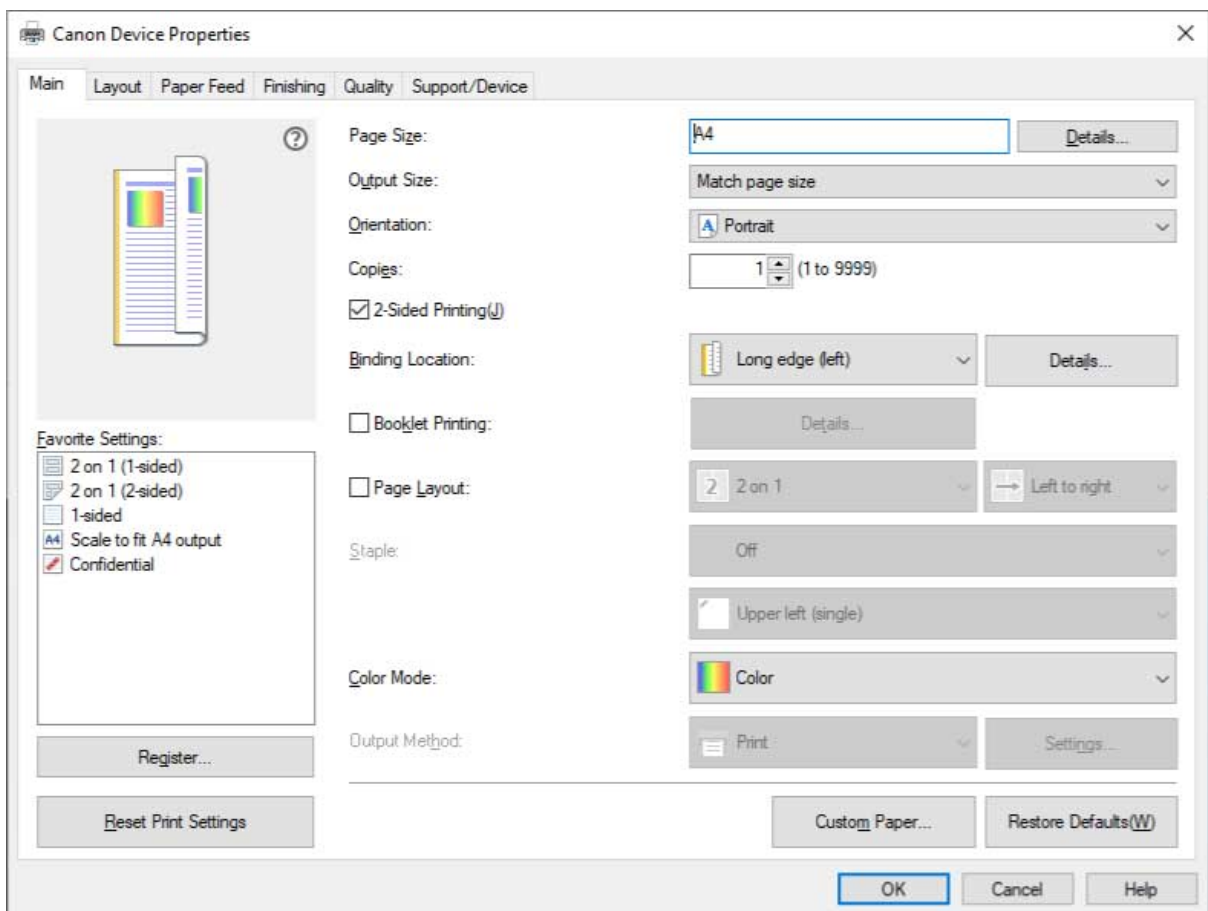 Canon Device Properties
Main Layout Paper Feed Finishing Quality Support/Device
Page Size: A4 Details...
Output Size: Match page size
Orientation: A Portrait
Copies: 1 (1 to 9999)
2-Sided Printing(J)
Binding Location: Long edge (left) Details...
Booklet Printing: Details...
Page Layout: 2 2 on 1 Left to right
Staple: Off
Upper left (single)
Color Mode: Color
Output Method: Print Settings...
Favorite Settings:
2 on 1 (1-sided)
2 on 1 (2-sided)
1-sided
A4 Scale to fit A4 output
Confidential
Register...
Reset Print Settings
Custom Paper... Restore Defaults(W)
OK Cancel Help